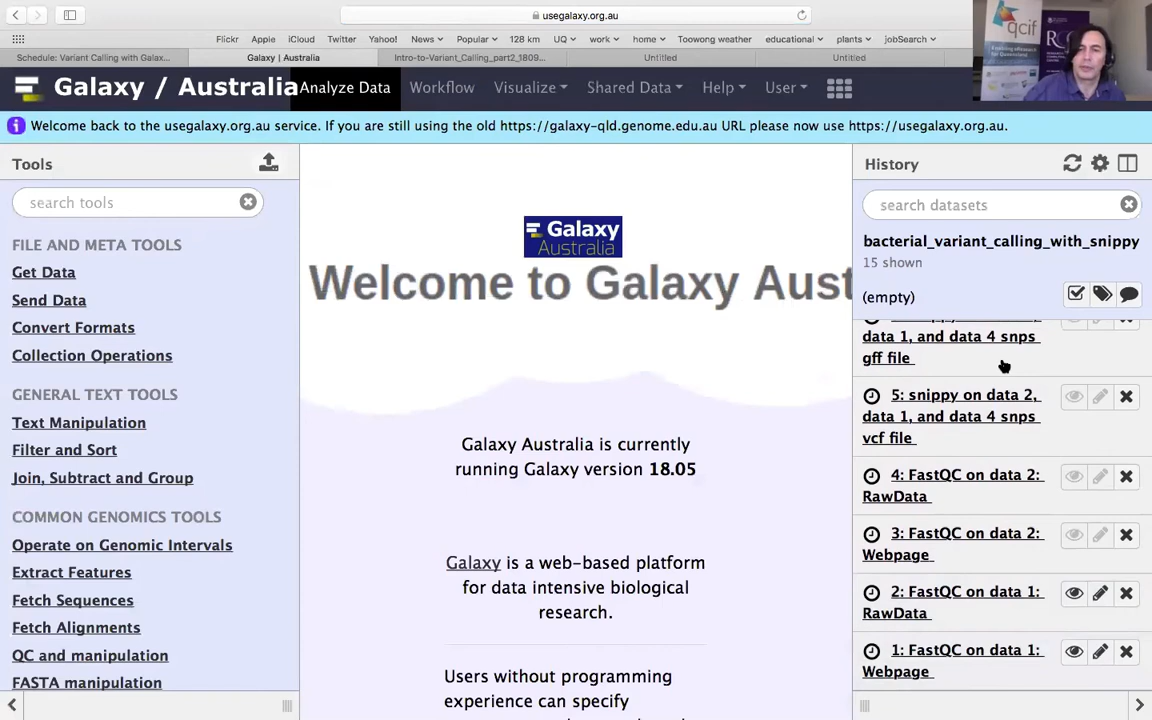 usegalaxy.org.au
Flickr Apple iCloud Twitter Yahoo! News Popular 128 km UQ work home Toowong weather educational plants jobSearch
Schedule: Variant Calling with Galax...
Galaxy | Australia
Intro-to-Variant_Calling_part2_1809...
Untitled
Untitled
qcif
RCC
Galaxy / Australia
Analyze Data
Workflow
Visualize
Shared Data
Help
User
Welcome back to the usegalaxy.org.au service. If you are still using the old https://galaxy-qld.genome.edu.au URL please now use https://usegalaxy.org.au.
Tools
search tools
FILE AND META TOOLS
Get Data
Send Data
Convert Formats
Collection Operations
GENERAL TEXT TOOLS
Text Manipulation
Filter and Sort
Join, Subtract and Group
COMMON GENOMICS TOOLS
Operate on Genomic Intervals
Extract Features
Fetch Sequences
Fetch Alignments
QC and manipulation
FASTA manipulation
Galaxy
Australia
Welcome to Galaxy Aust
Galaxy Australia is currently
running Galaxy version 18.05
Galaxy is a web-based platform
for data intensive biological
research.
Users without programming
experience can specify
History
search datasets
bacterial_variant_calling_with_snippy
15 shown
(empty)
data 1, and data 4 snps
gff file
5: snippy on data 2,
data 1, and data 4 snps
vcf file
4: FastQC on data 2:
RawData
3: FastQC on data 2:
Webpage
2: FastQC on data 1:
RawData
1: FastQC on data 1:
Webpage